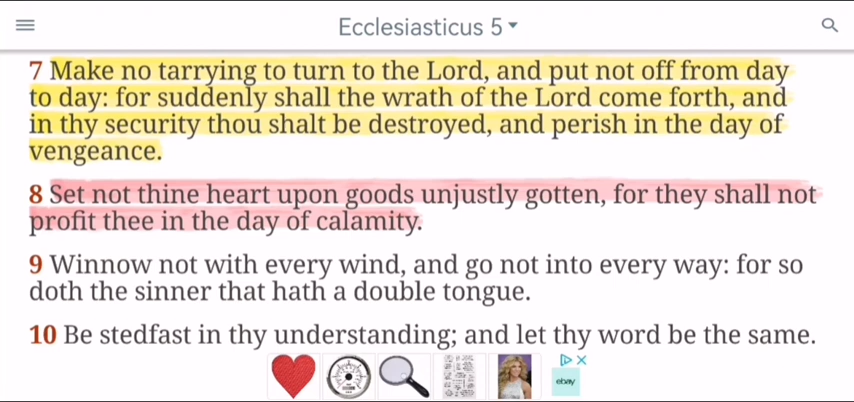 Ecclesiasticus 5
7 Make no tarrying to turn to the Lord, and put not off from day
to day: for suddenly shall the wrath of the Lord come forth, and
in thy security thou shalt be destroyed, and perish in the day of
vengeance.
8 Set not thine heart upon goods unjustly gotten, for they shall not
profit thee in the day of calamity.
9 Winnow not with every wind, and go not into every way: for so
doth the sinner that hath a double tongue.
10 Be stedfast in thy understanding; and let thy word be the same.
ebay